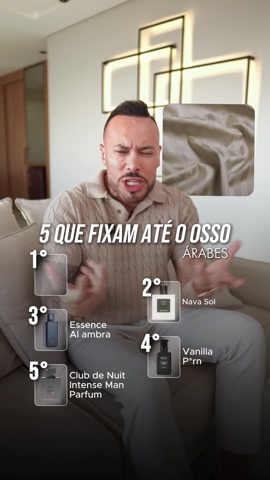 5 QUE FIXAM ATÉ O OSSO
ÁRABES
1°
2°
Nava Sol
3°
Essence
Al ambra
4°
Vanilla
P*rn
5°
Club de Nuit
Intense Man
Parfum